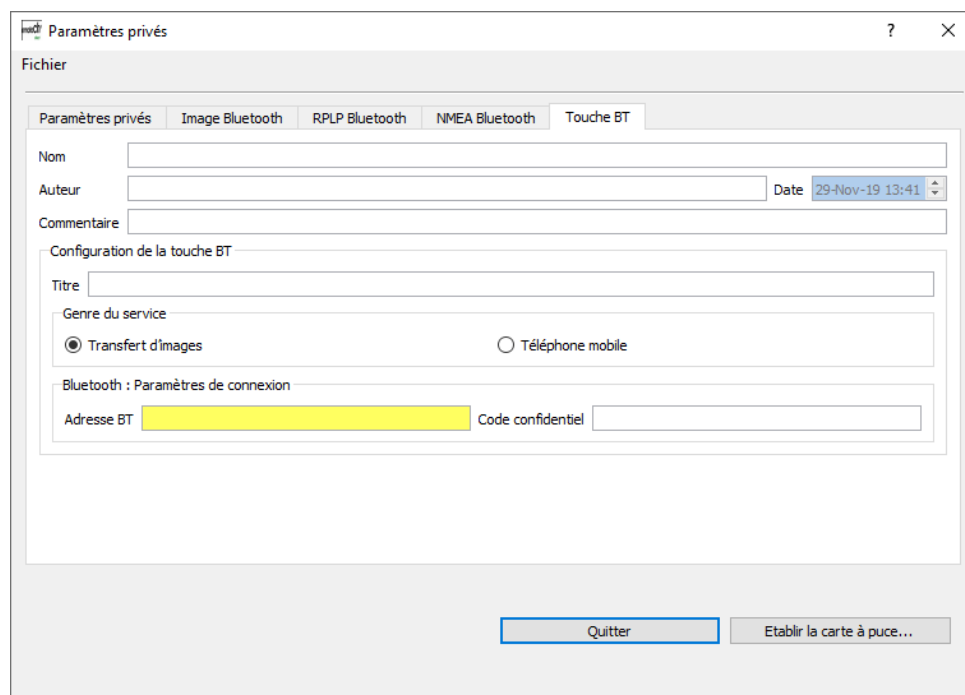 Paramètres privés ?
Fichier
Paramètres privés Image Bluetooth RPLP Bluetooth NMEA Bluetooth Touche BT
Nom
Auteur Date 29-Nov-19 13:41
Commentaire
Configuration de la touche BT
Titre
Genre du service
Transfert d'images Téléphone mobile
Bluetooth : Paramètres de connexion
Adresse BT Code confidentiel
Quitter Etablir la carte à puce...